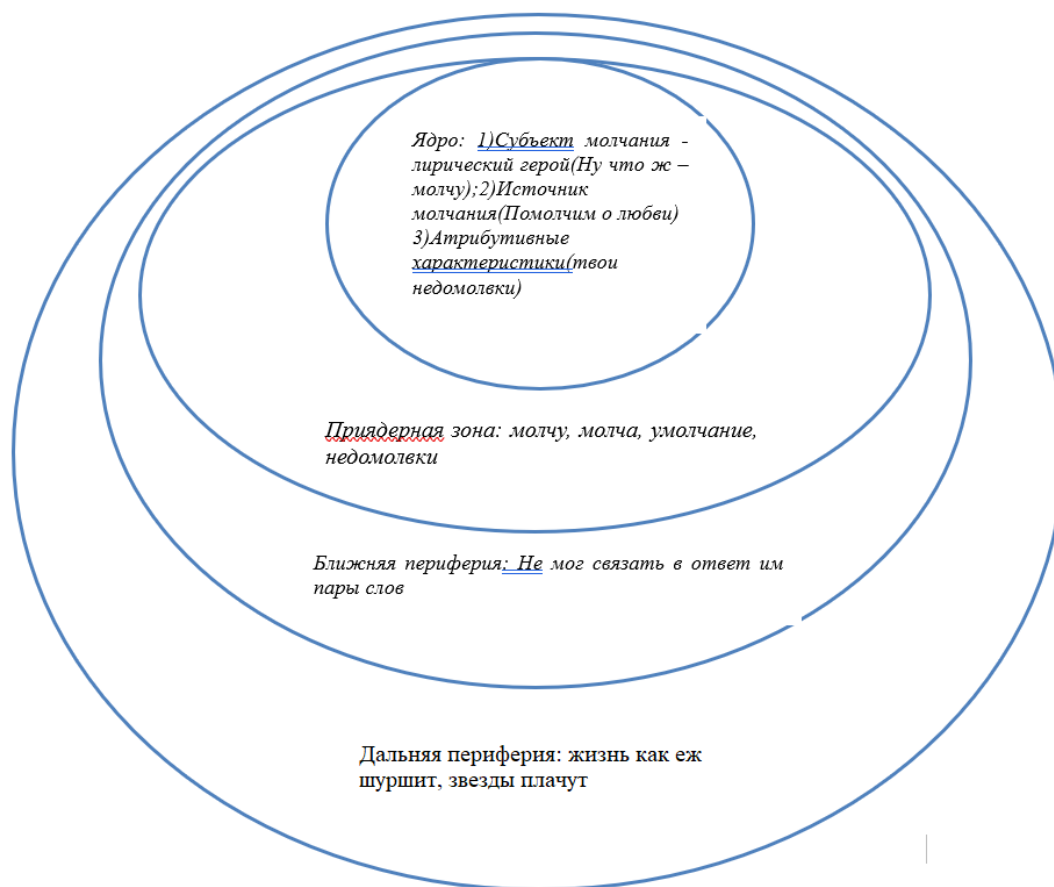 Ядро: 1)Субъект молчания -
лирический герой(Ну что ж –
молчу);2)Источник
молчания(Помолчим о любви)
3)Атрибутивные
характеристики(твои
недомолвки)
Приядерная зона: молчу, молча, умолчание,
недомолвки
Ближняя периферия; Не мог связать в ответ им
пары слов
Дальняя периферия: жизнь как еж
шуршит, звезды плачут